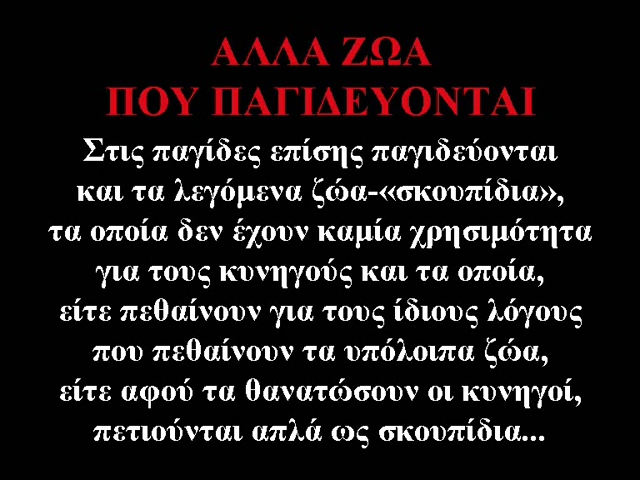 ΑΛΛΑ ΖΩΑ
ΠΟΥ ΠΑΓΙΔΕΥΟΝΤΑΙ
Στις παγίδες επίσης παγιδεύονται
και τα λεγόμενα ζώα-«σκουπίδια»,
τα οποία δεν έχουν καμία χρησιμότητα
για τους κυνηγούς και τα οποία,
είτε πεθαίνουν για τους ίδιους λόγους
που πεθαίνουν τα υπόλοιπα ζώα,
είτε αφού τα θανατώσουν οι κυνηγοί,
πετιούνται απλά ως σκουπίδια...